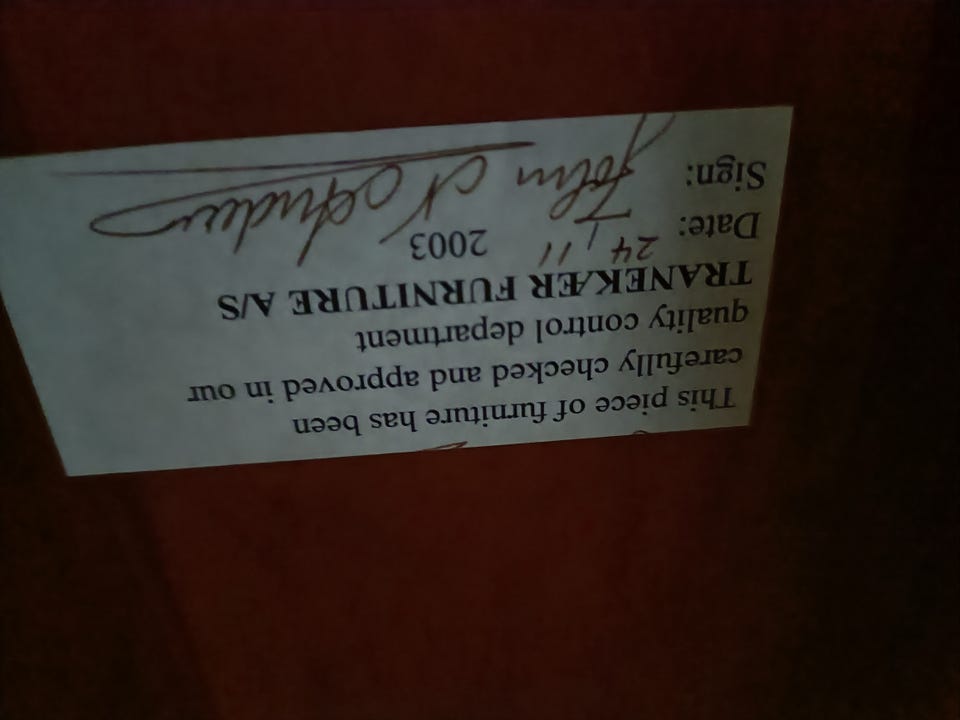 This piece of furniture has been
carefully checked and approved in our
quality control department
TRANEKÆR FURNITURE A/S
Date: 24/11 2003
Sign: John